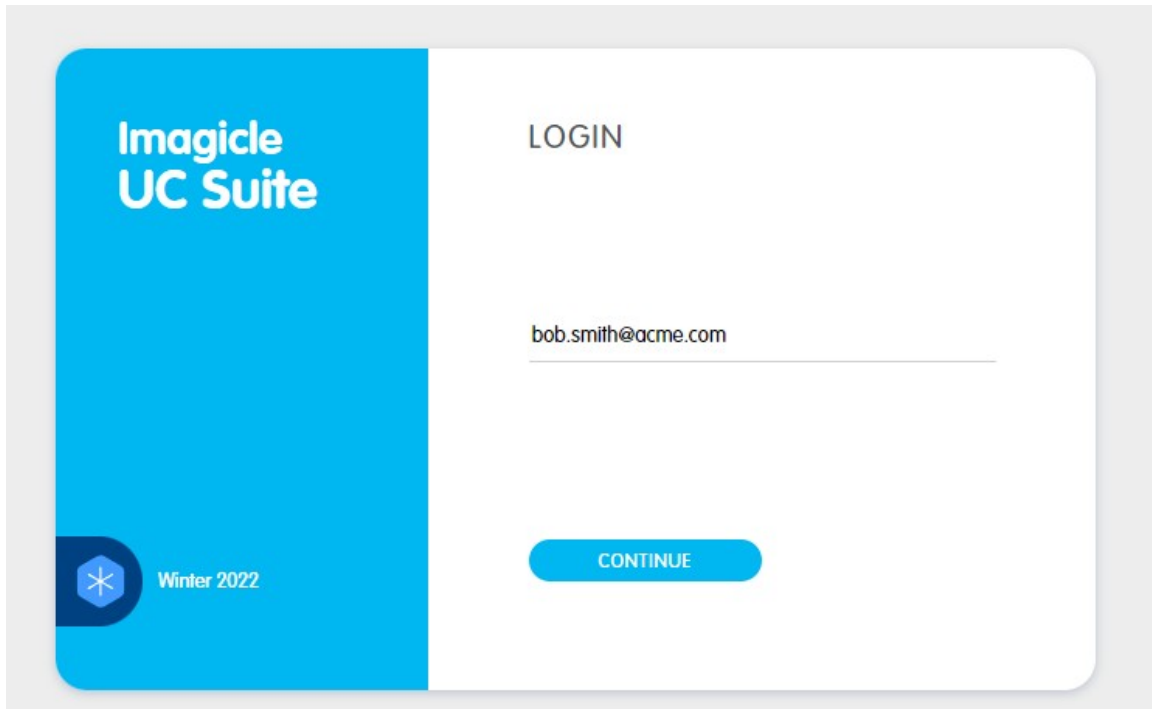 Imagicle
UC Suite
LOGIN
bob.smith@acme.com
CONTINUE
Winter 2022